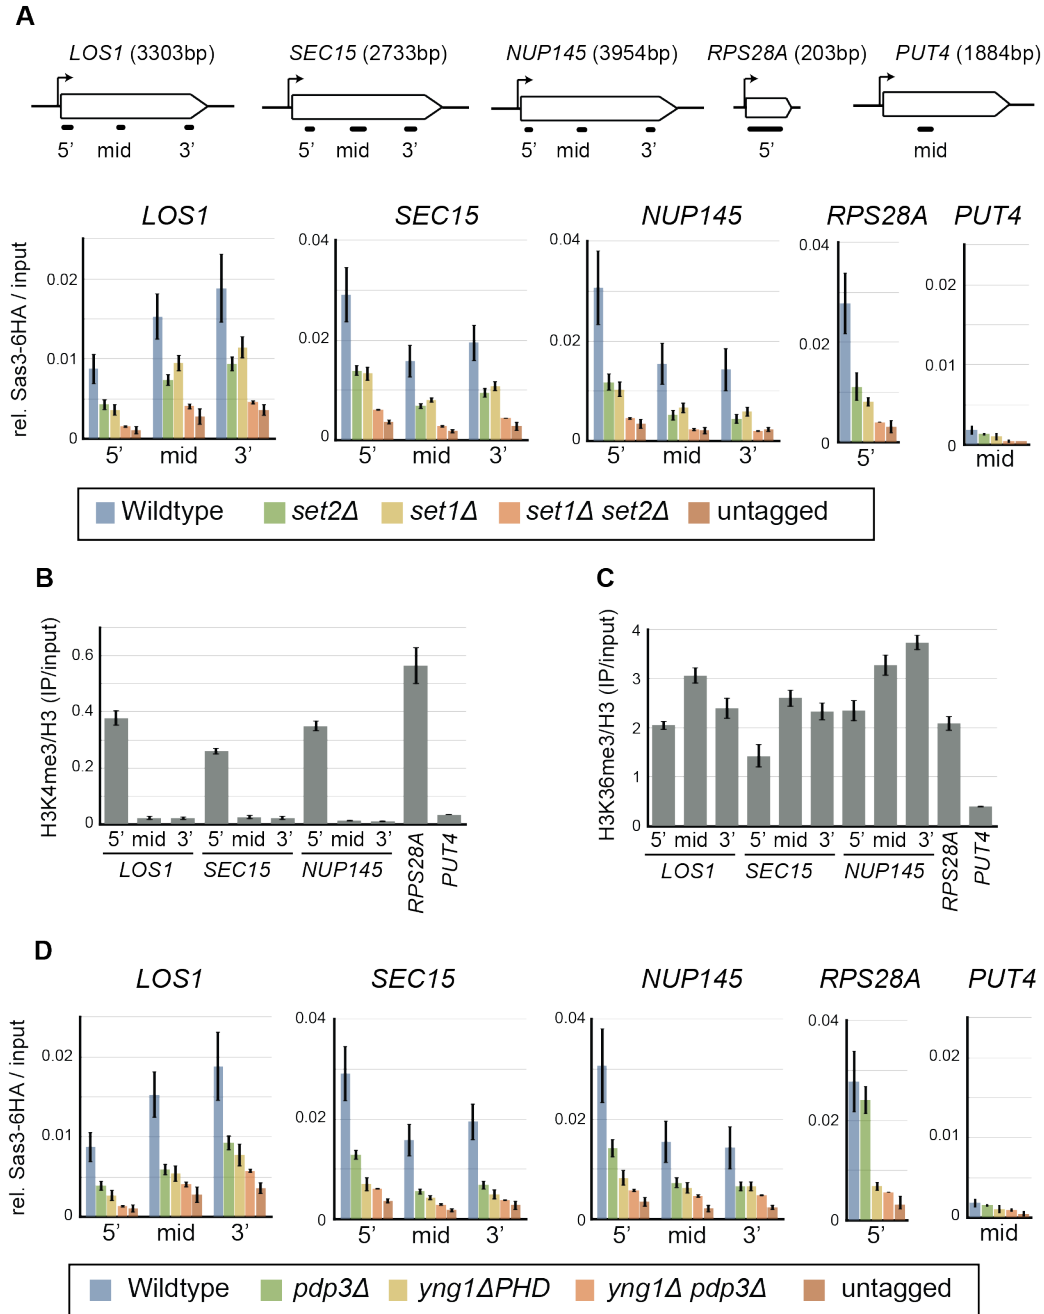 A
LOS1 (3303bp) SEC15 (2733bp) NUP145 (3954bp) RPS28A (203bp) PUT4 (1884bp)
5' mid 3' 5' mid 3' 5' mid 3' 5' mid
LOS1 SEC15 NUP145 RPS28A PUT4
rel. Sas3-6HA / input
0.02
0.01
0
5' mid 3'
0.04
0.02
0
5' mid 3'
0.04
0.02
0
5' mid 3'
0.04
0.02
0
5'
0.02
0.01
0
mid
Wildtype set2Δ set1Δ set1Δ set2Δ untagged
B
H3K4me3/H3 (IP/input)
0.6
0.4
0.2
0
5' mid 3' 5' mid 3' 5' mid 3'
LOS1 SEC15 NUP145 RPS28A PUT4
C
H3K36me3/H3 (IP/input)
4
3
2
1
0
5' mid 3' 5' mid 3' 5' mid 3'
LOS1 SEC15 NUP145 RPS28A PUT4
D
LOS1 SEC15 NUP145 RPS28A PUT4
rel. Sas3-6HA / input
0.02
0.01
0
5' mid 3'
0.04
0.02
0
5' mid 3'
0.04
0.02
0
5' mid 3'
0.04
0.02
0
5'
0.02
0.01
0
mid
Wildtype pdp3Δ yng1ΔPHD yng1Δ pdp3Δ untagged